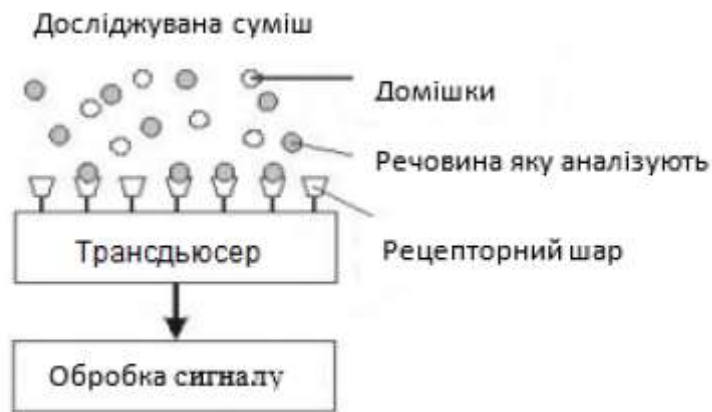 Досліджувана суміш
Домішки
Речовина яку аналізують
Рецепторний шар
Трансдьюсер
Обробка сигналу